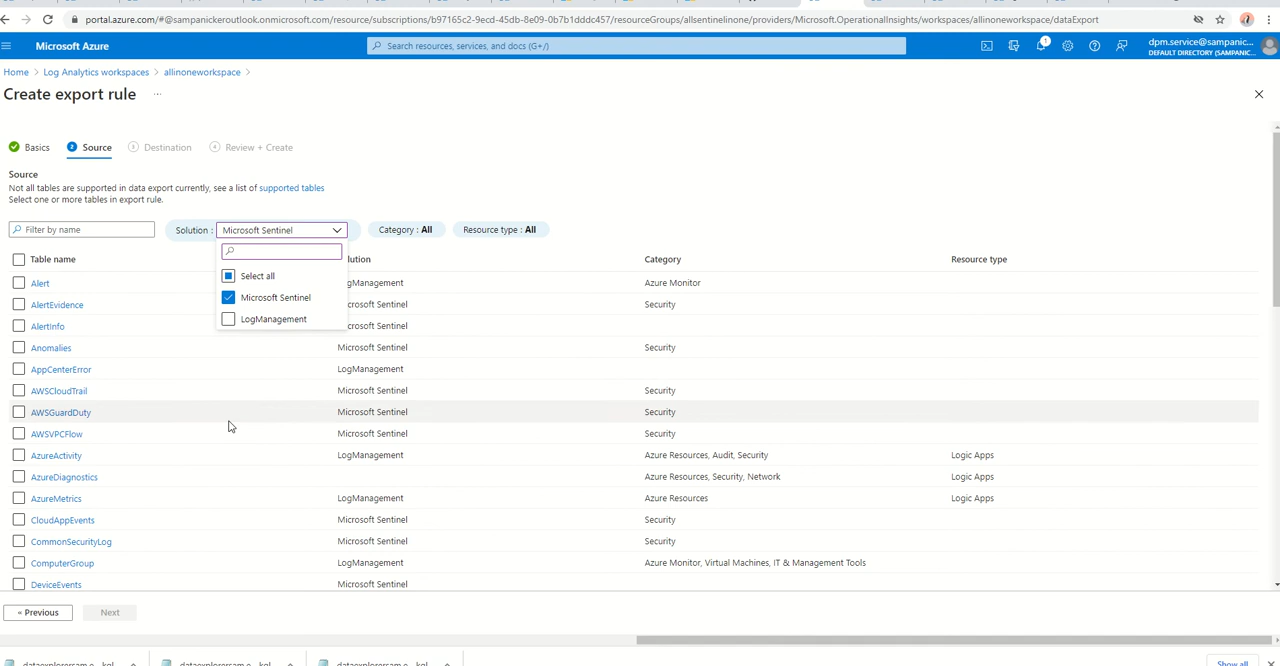 portal.azure.com/#@sampanickeroutlook.onmicrosoft.com/resource/subscriptions/b97165c2-9ecd-45db-8e09-0b7b1dddc457/resourceGroups/allsentinelinone/providers/Microsoft.OperationalInsights/workspaces/allinoneworkspace/dataExport
Microsoft Azure
Search resources, services, and docs (G+/)
1
dpm.service@sampanic...
DEFAULT DIRECTORY (SAMPANIC...
Home > Log Analytics workspaces > allinoneworkspace >
Create export rule ...
Basics 2 Source 3 Destination 4 Review + Create
Source
Not all tables are supported in data export currently, see a list of supported tables
Select one or more tables in export rule.
Filter by name Solution : Microsoft Sentinel Category : All Resource type : All
Select all
Microsoft Sentinel
LogManagement
Table name lution Category Resource type
Alert gManagement Azure Monitor
AlertEvidence crosoft Sentinel Security
AlertInfo crosoft Sentinel
Anomalies Microsoft Sentinel Security
AppCenterError LogManagement
AWSCloudTrail Microsoft Sentinel Security
AWSGuardDuty Microsoft Sentinel Security
AWSVPCFlow Microsoft Sentinel Security
AzureActivity LogManagement Azure Resources, Audit, Security Logic Apps
AzureDiagnostics Azure Resources, Security, Network Logic Apps
AzureMetrics LogManagement Azure Resources Logic Apps
CloudAppEvents Microsoft Sentinel Security
CommonSecurityLog Microsoft Sentinel Security
ComputerGroup LogManagement Azure Monitor, Virtual Machines, IT & Management Tools
DeviceEvents Microsoft Sentinel
« Previous Next
Show all